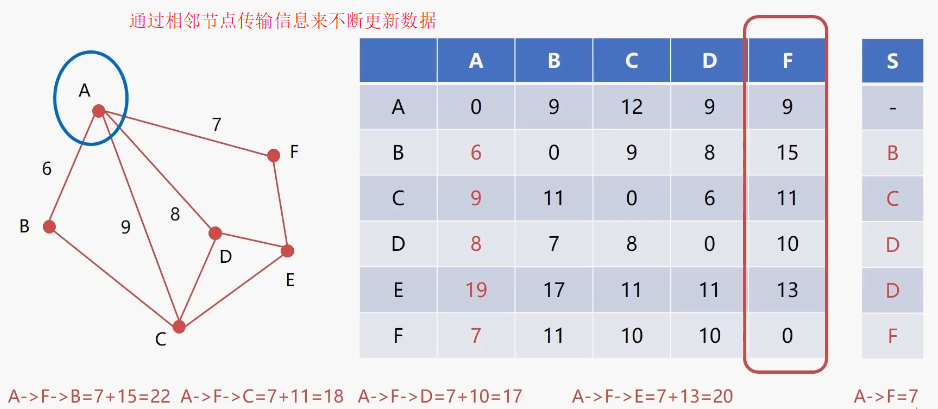 通过相邻节点传输信息来不断更新数据
A B C D F S
A 0 9 12 9 9 -
B 6 0 9 8 15 B
C 9 11 0 6 11 C
D 8 7 8 0 10 D
E 19 17 11 11 13 D
F 7 11 10 10 0 F
A
7
F
6
8
B
9
D
E
C
A->F->B=7+15=22 A->F->C=7+11=18 A->F->D=7+10=17 A->F->E=7+13=20 A->F=7